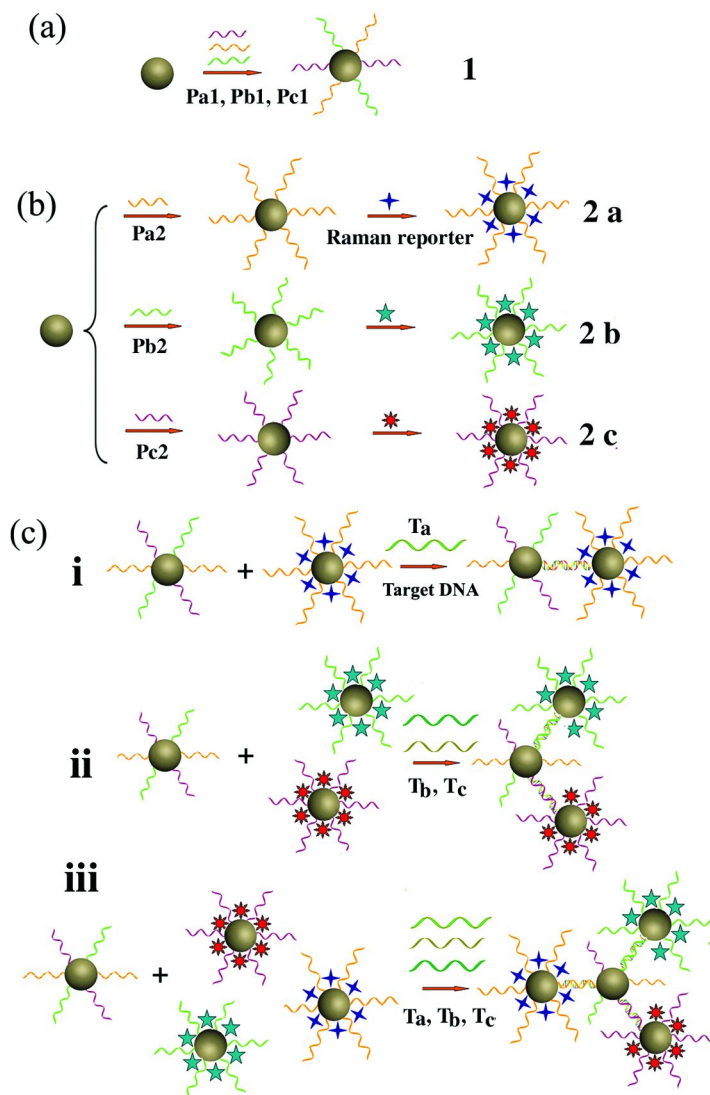 (a)
Pa1, Pb1, Pc1
1
(b)
Pa2
Raman reporter
2 a
Pb2
2 b
Pc2
2 c
(c)
i
+
Ta
Target DNA
ii
+
Tb, Tc
iii
+
Ta, Tb, Tc